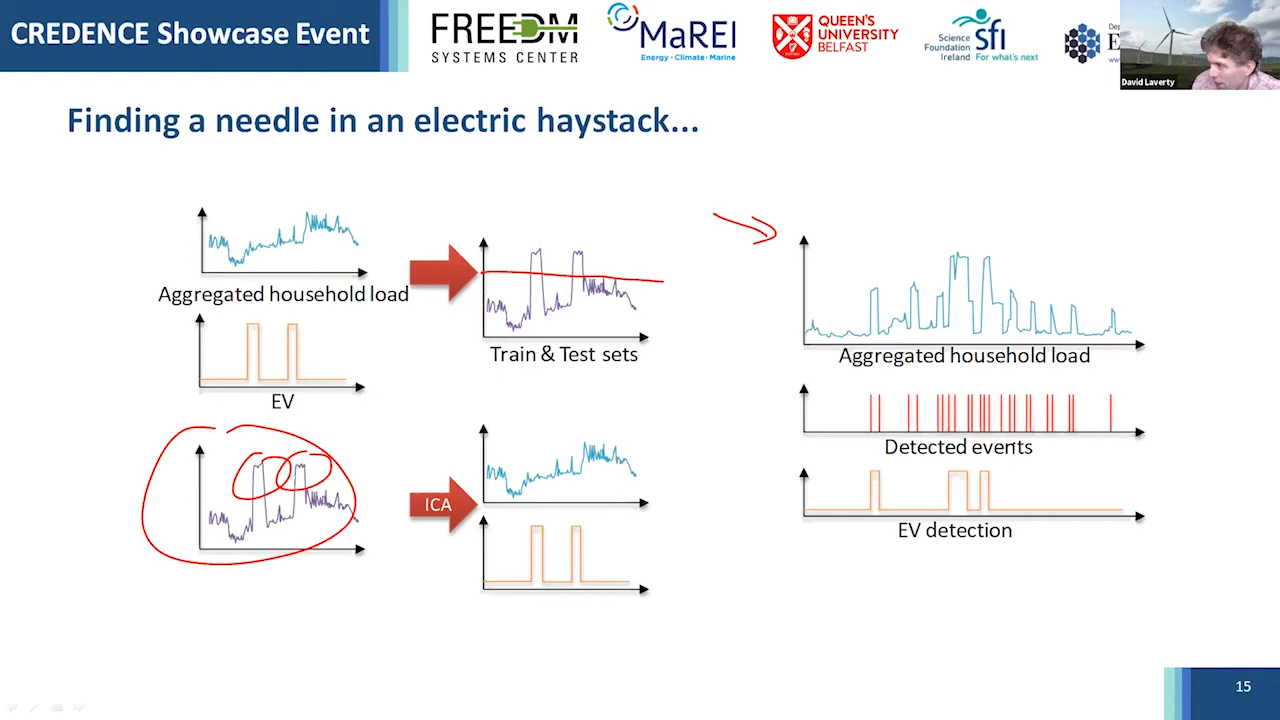 CREDENCE Showcase Event
FREEDM
SYSTEMS CENTER
MaREI
Energy · Climate · Marine
QUEEN'S
UNIVERSITY
BELFAST
Science
Foundation
Ireland
sfi
For what's next
David Laverty
Finding a needle in an electric haystack...
Aggregated household load
EV
Train & Test sets
ICA
Aggregated household load
Detected events
EV detection
15